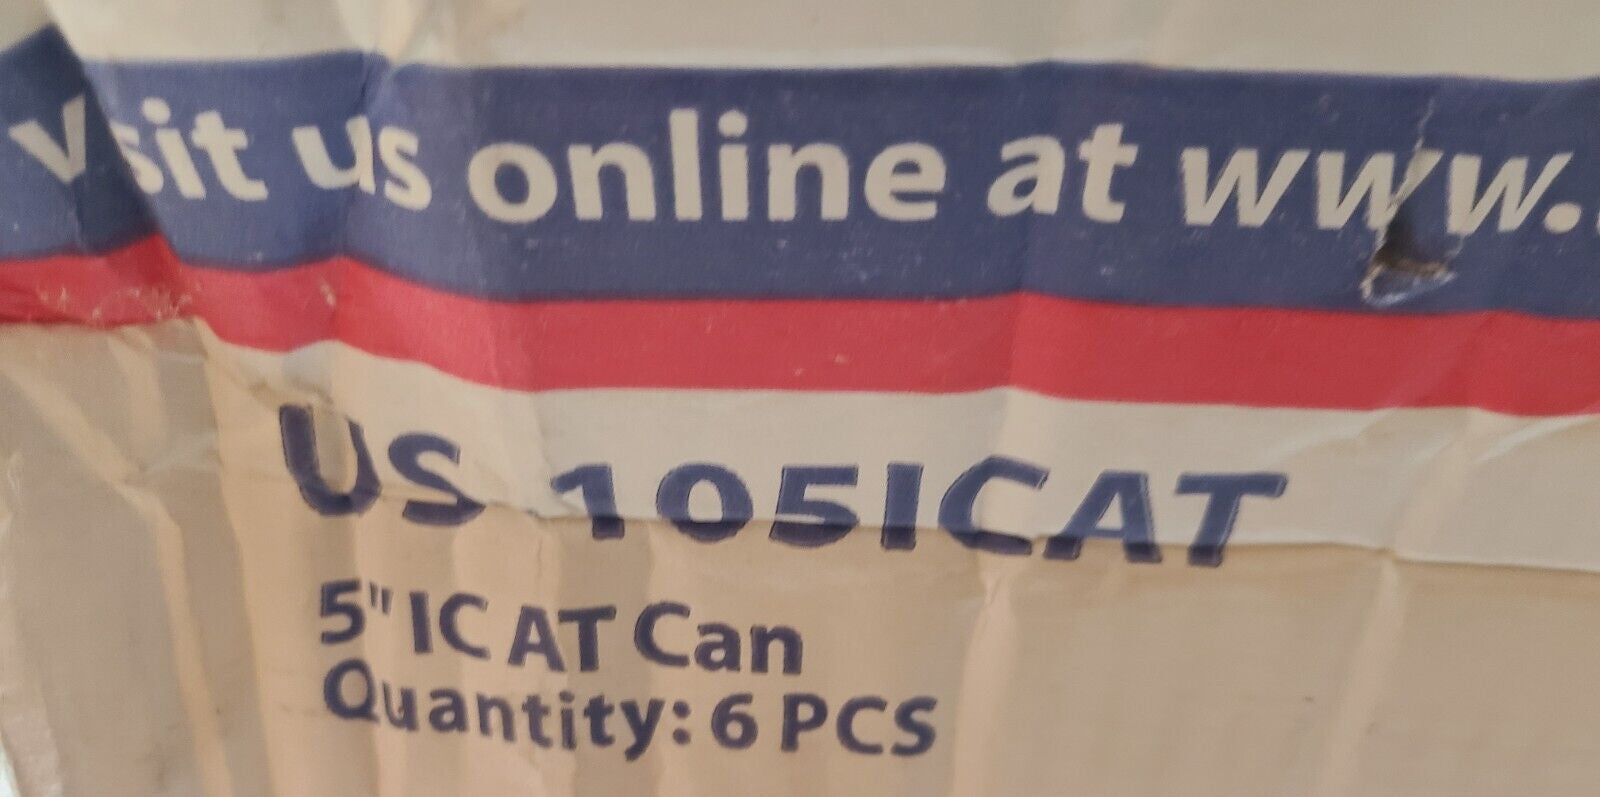 visit us online at www.
US 105ICAT
5" IC AT Can
Quantity: 6 PCS